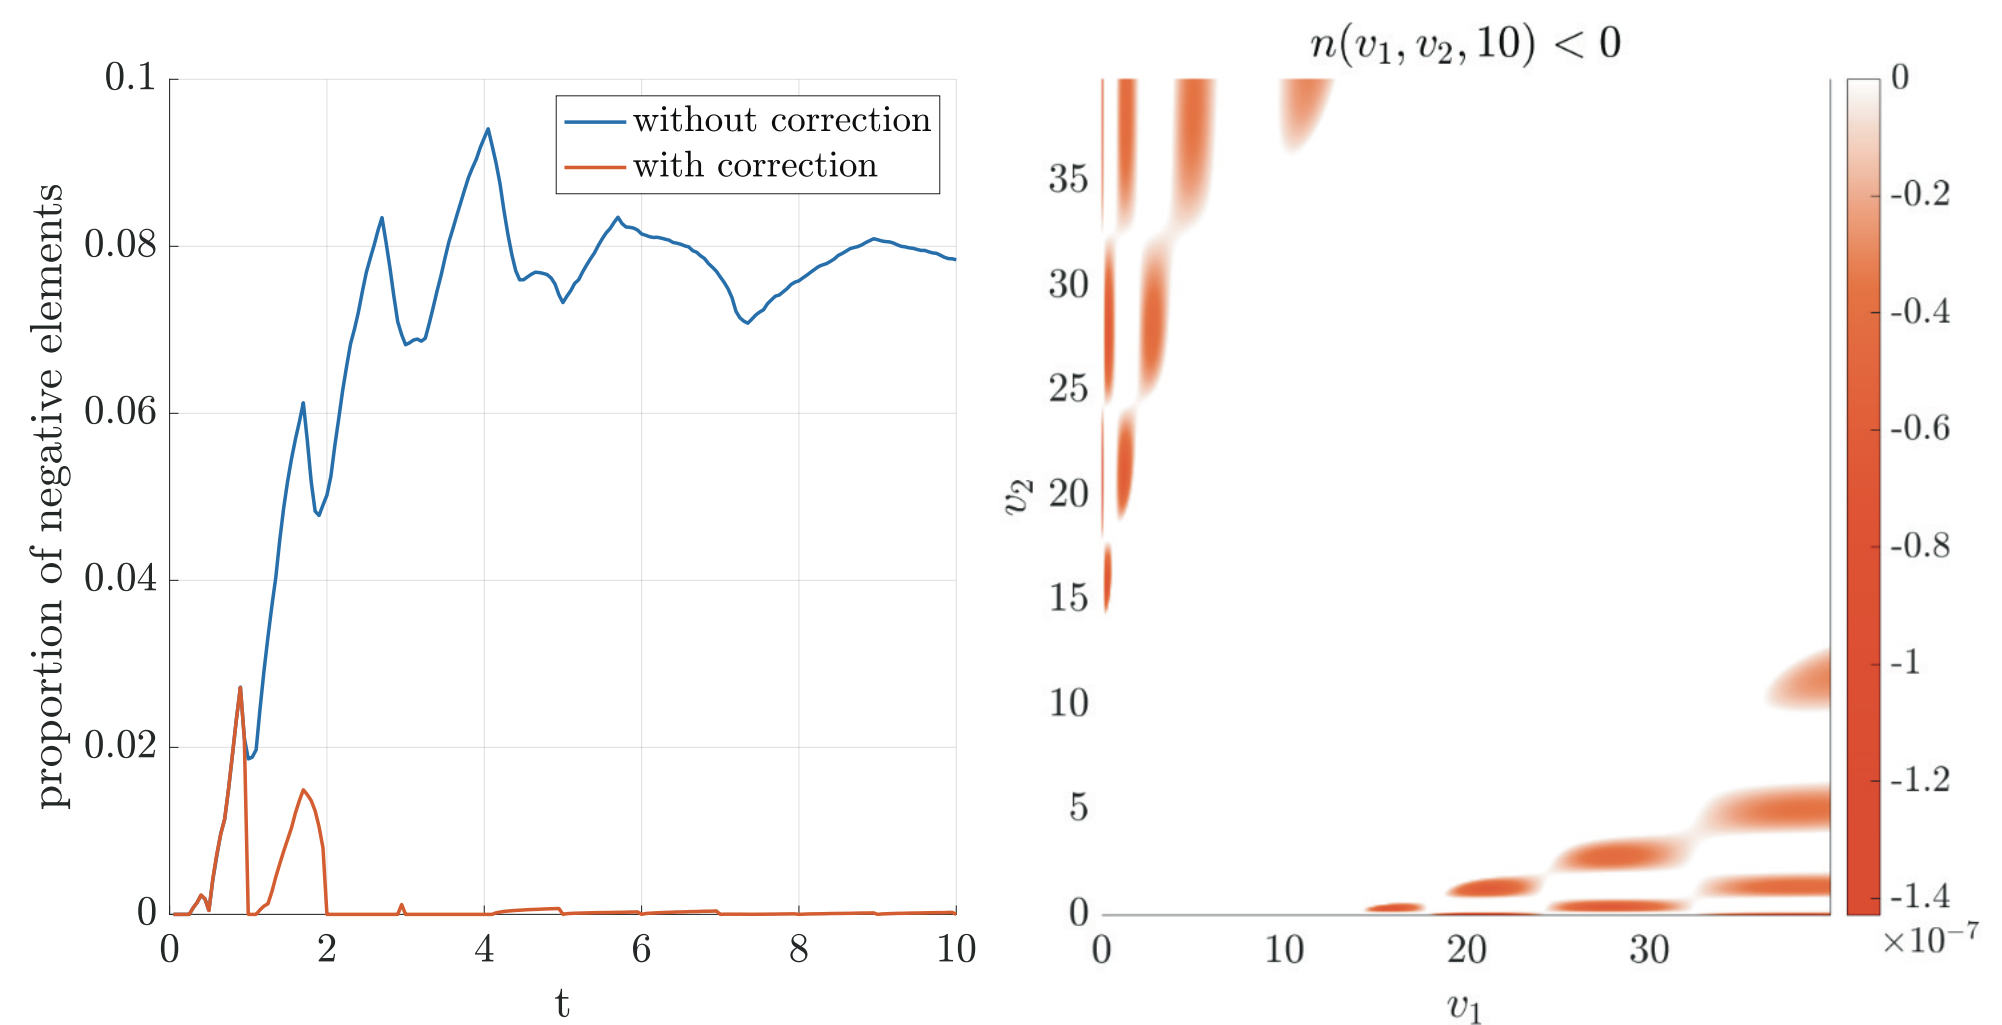 0.1
0.08
0.06
0.04
0.02
0
proportion of negative elements
without correction
with correction
0 2 4 6 8 10
t
n(v₁, v₂, 10) < 0
35
30
25
20
15
10
5
0
v₂
0 10 20 30
v₁
0
-0.2
-0.4
-0.6
-0.8
-1
-1.2
-1.4
×10⁻⁷